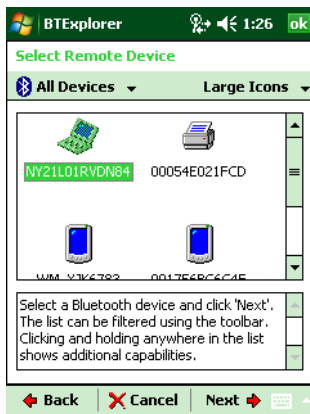 BTExplorer 1:26 ok
Select Remote Device
All Devices Large Icons
NY21L01RVDN84 00054E021FCD
WM_YJK6783 0017E6BC6C4F
Select a Bluetooth device and click 'Next'.
The list can be filtered using the toolbar.
Clicking and holding anywhere in the list
shows additional capabilities.
Back Cancel Next